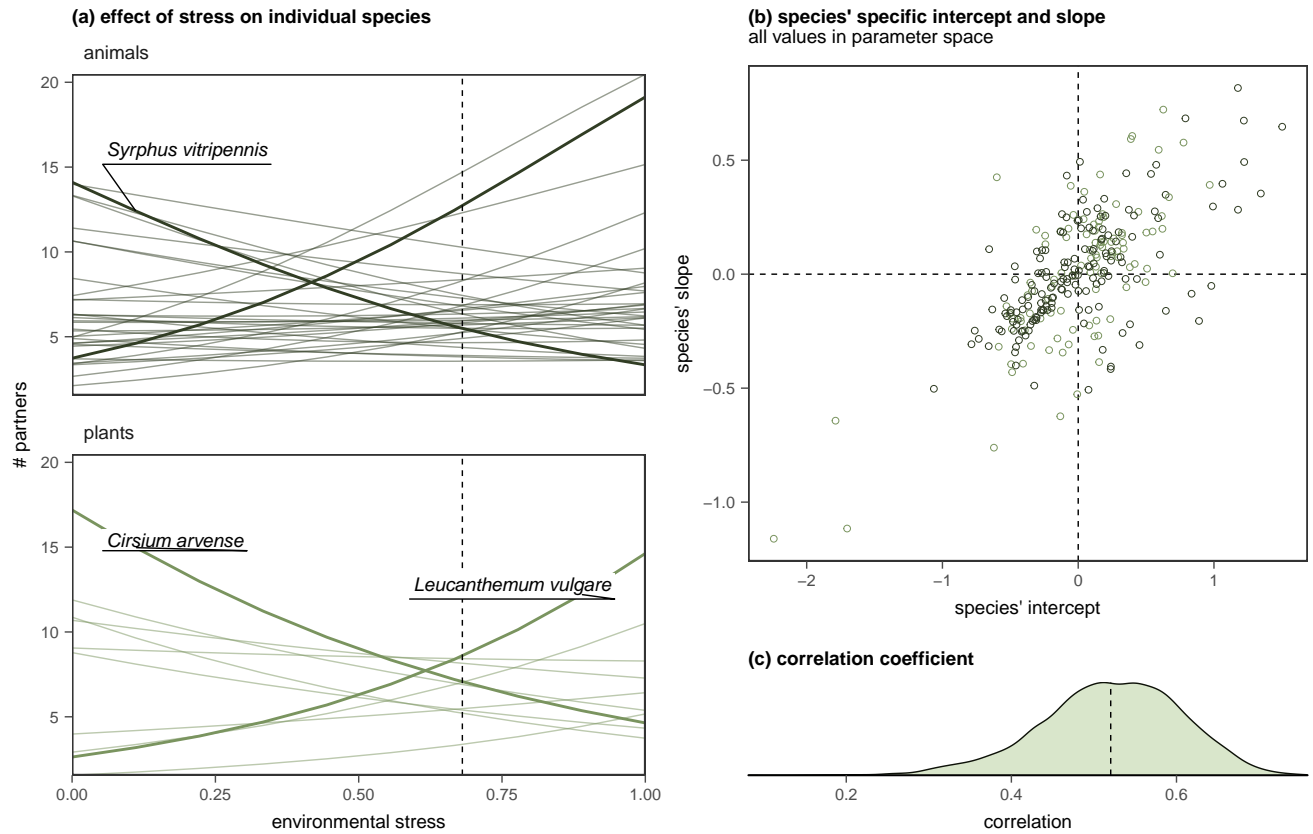 (a) effect of stress on individual species
animals
20
15
10
5
Syrphus vitripennis
# partners
plants
20
15
10
5
Cirsium arvense
Leucanthemum vulgare
0.00
0.25
0.50
0.75
1.00
environmental stress
(b) species' specific intercept and slope
all values in parameter space
species' slope
0.5
0.0
−0.5
−1.0
−2
−1
0
1
species' intercept
(c) correlation coefficient
0.2
0.4
0.6
correlation